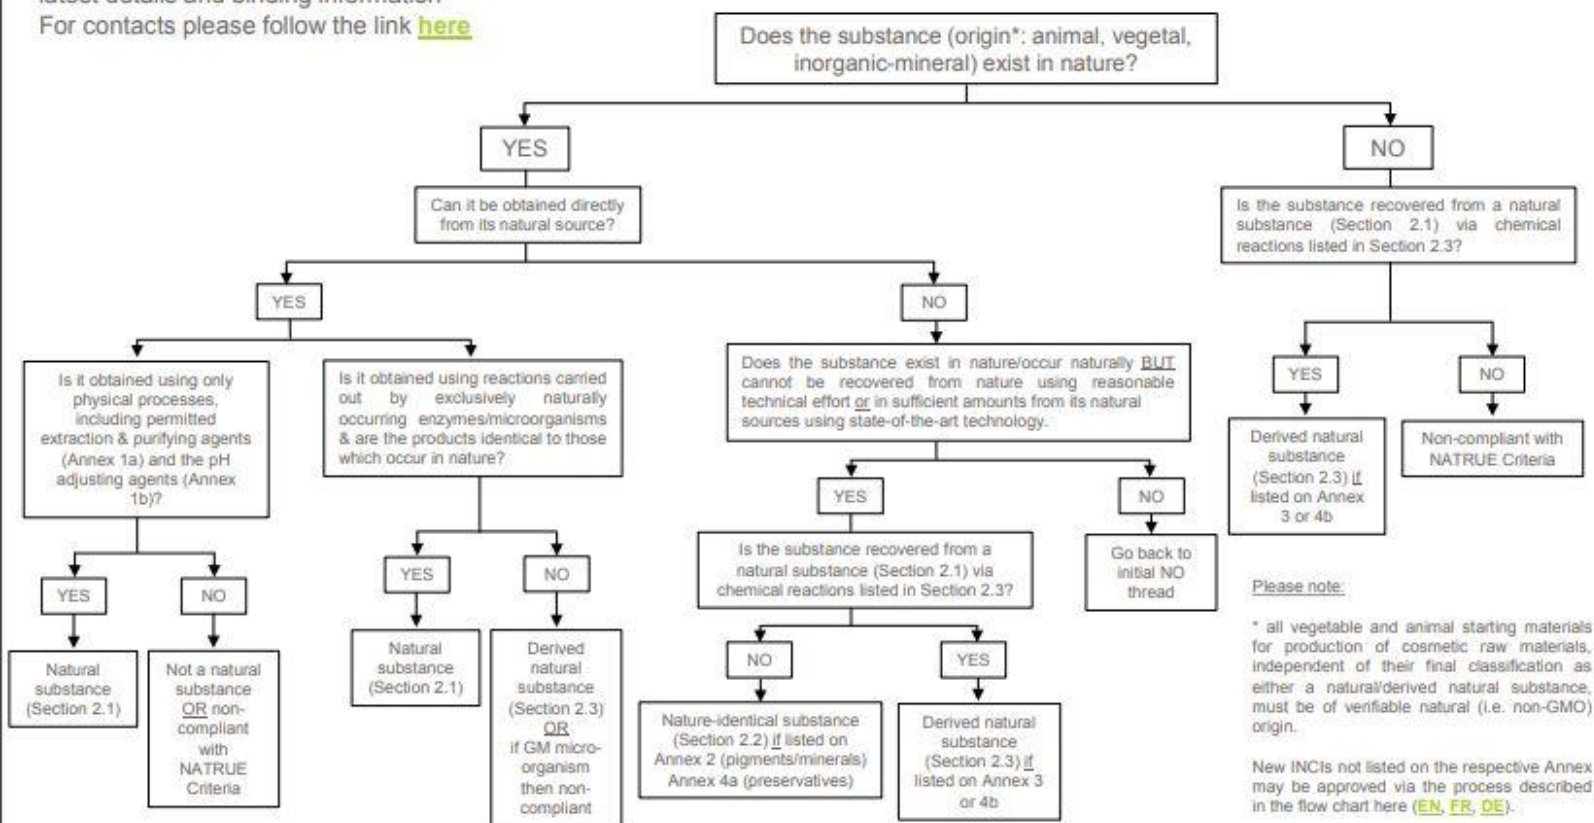 latest details and binding information
For contacts please follow the link here
Does the substance (origin*: animal, vegetal,
inorganic-mineral) exist in nature?
YES
NO
Can it be obtained directly
from its natural source?
Is the substance recovered from a natural
substance (Section 2.1) via chemical
reactions listed in Section 2.3?
YES
NO
Is it obtained using only
physical processes,
including permitted
extraction & purifying agents
(Annex 1a) and the pH
adjusting agents (Annex
1b)?
Is it obtained using reactions carried
out by exclusively naturally
occurring enzymes/microorganisms
& are the products identical to those
which occur in nature?
Does the substance exist in nature/occur naturally BUT
cannot be recovered from nature using reasonable
technical effort or in sufficient amounts from its natural
sources using state-of-the-art technology.
YES
NO
Derived natural
substance
(Section 2.3) if
listed on Annex
3 or 4b
Non-compliant with
NATRUE Criteria
YES
NO
Is the substance recovered from a
natural substance (Section 2.1) via
chemical reactions listed in Section 2.3?
Go back to
initial NO
thread
YES
NO
YES
NO
Natural
substance
(Section 2.1)
Not a natural
substance
OR non-
compliant
with
NATRUE
Criteria
Natural
substance
(Section 2.1)
Derived
natural
substance
(Section 2.3)
OR
if GM micro-
organism
then non-
compliant
NO
YES
Nature-identical substance
(Section 2.2) if listed on
Annex 2 (pigments/minerals)
Annex 4a (preservatives)
Derived natural
substance
(Section 2.3) if
listed on Annex 3
or 4b
Please note:
* all vegetable and animal starting materials
for production of cosmetic raw materials,
independent of their final classification as
either a natural/derived natural substance,
must be of verifiable natural (i.e. non-GMO)
origin.
New INCIs not listed on the respective Annex
may be approved via the process described
in the flow chart here (EN, FR, DE).